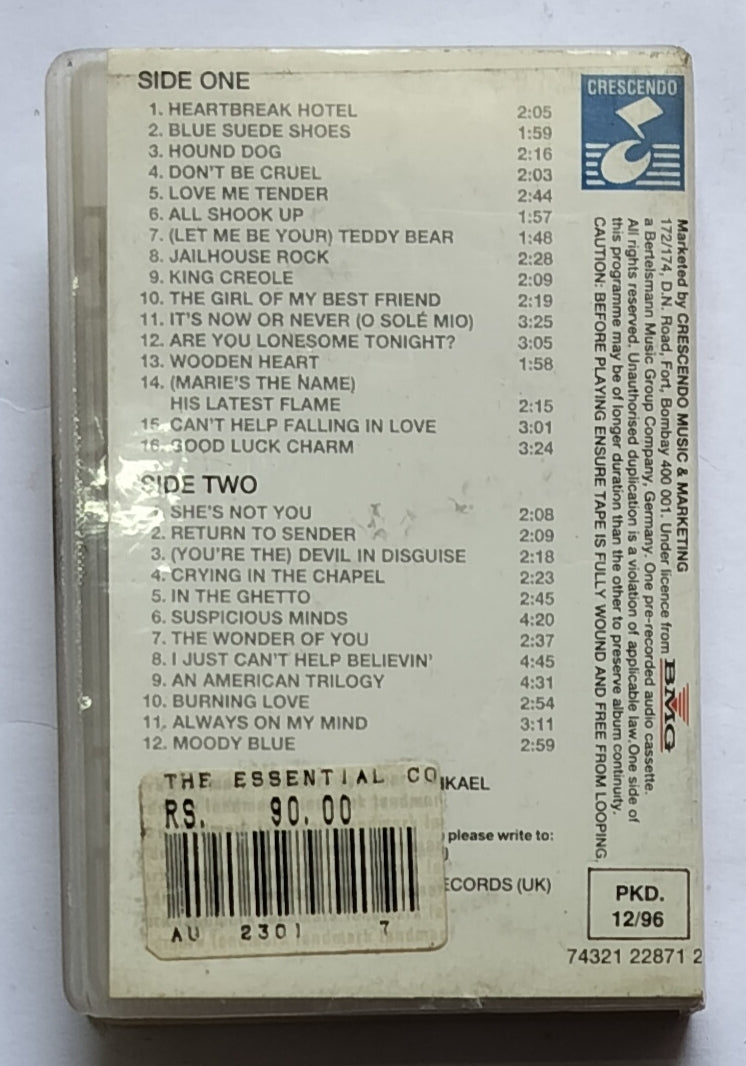 SIDE ONE
1. HEARTBREAK HOTEL 2:05
2. BLUE SUEDE SHOES 1:59
3. HOUND DOG 2:16
4. DON'T BE CRUEL 2:03
5. LOVE ME TENDER 2:44
6. ALL SHOOK UP 1:57
7. (LET ME BE YOUR) TEDDY BEAR 1:48
8. JAILHOUSE ROCK 2:28
9. KING CREOLE 2:09
10. THE GIRL OF MY BEST FRIEND 2:19
11. IT'S NOW OR NEVER (O SOLÉ MIO) 3:25
12. ARE YOU LONESOME TONIGHT? 3:05
13. WOODEN HEART 1:58
14. (MARIE'S THE NAME)
HIS LATEST FLAME 2:15
15. CAN'T HELP FALLING IN LOVE 3:01
16. GOOD LUCK CHARM 3:24
SIDE TWO
1. SHE'S NOT YOU 2:08
2. RETURN TO SENDER 2:09
3. (YOU'RE THE) DEVIL IN DISGUISE 2:18
4. CRYING IN THE CHAPEL 2:23
5. IN THE GHETTO 2:45
6. SUSPICIOUS MINDS 4:20
7. THE WONDER OF YOU 2:37
8. I JUST CAN'T HELP BELIEVIN' 4:45
9. AN AMERICAN TRILOGY 4:31
10. BURNING LOVE 2:54
11. ALWAYS ON MY MIND 3:11
12. MOODY BLUE 2:59
THE ESSENTIAL CO
RS. 90.00
AU 2301 7
IKAEL
please write to:
ECORDS (UK)
CRESCENDO
Marketed by CRESCENDO MUSIC & MARKETING
172/174, D.N. Road, Fort, Bombay 400 001. Under licence from BMG
a Bertelsmann Music Group Company, Germany. One pre-recorded audio cassette.
All rights reserved. Unauthorised duplication is a violation of applicable law. One side of
this programme may be of longer duration than the other to preserve album continuity.
CAUTION: BEFORE PLAYING ENSURE TAPE IS FULLY WOUND AND FREE FROM LOOPING.
PKD.
12/96
74321 22871 2